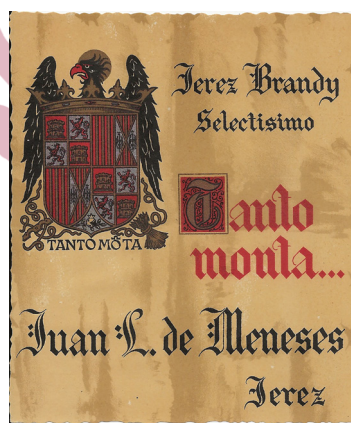 Jerez Brandy
Selectisimo
TANTO MOTA
Tanto
monta...
Juan L. de Meneses
Jerez